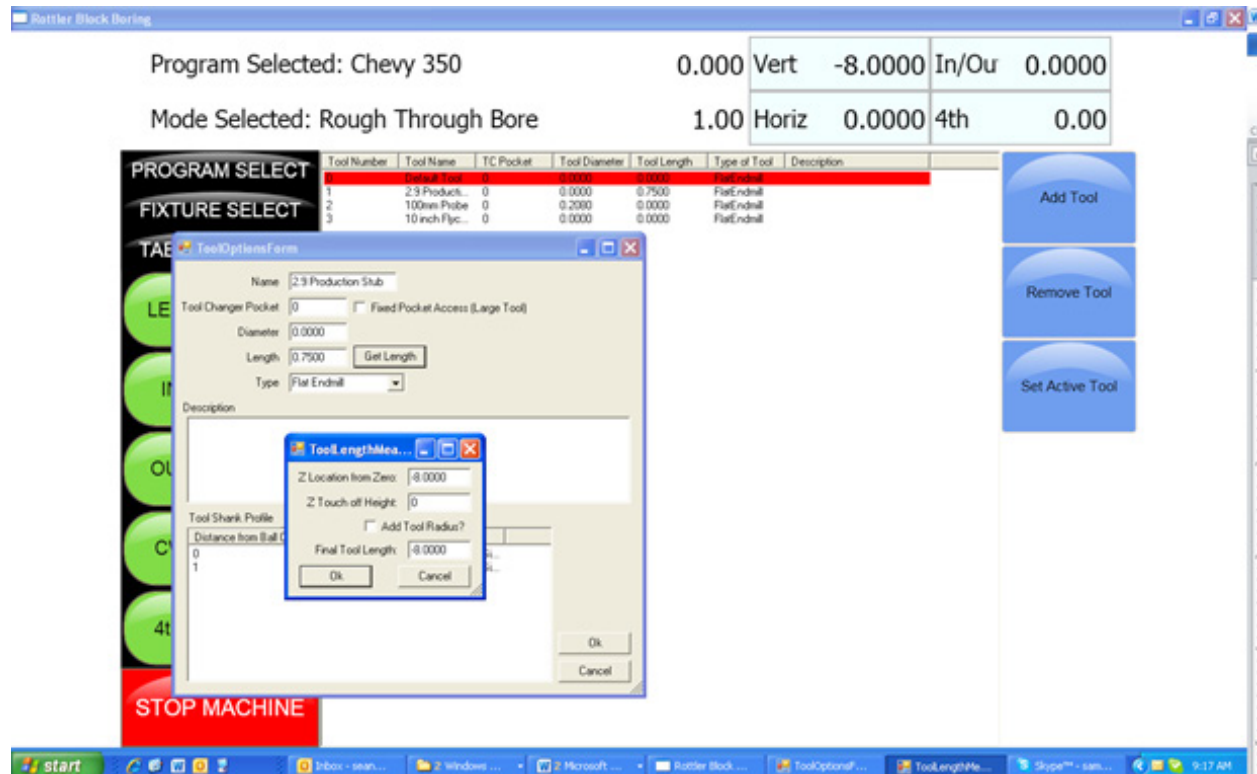 Rottler Block Boring
Program Selected: Chevy 350
0.000 Vert -8.0000 In/Ou 0.0000
Mode Selected: Rough Through Bore
1.00 Horiz 0.0000 4th 0.00
PROGRAM SELECT
FIXTURE SELECT
TAB
LE
OU
4t
STOP MACHINE
Tool Number Tool Name TC Pocket Tool Diameter Tool Length Type of Tool Description
0 Default Tool 0 0.0000 0.0000 FlatEndmill
1 2.9 Producti... 0 0.0000 0.7500 FlatEndmill
2 100mm Probe 0 0.2080 0.0000 FlatEndmill
3 10 inch Flyc... 0 0.0000 0.0000 FlatEndmill
Add Tool
Remove Tool
Set Active Tool
ToolOptionsForm
Name 2.9 Production Stub
Tool Changer Pocket 0 Fixed Pocket Access (Large Tool)
Diameter 0.0000
Length 0.7500 Get Length
Type Flat Endmill
Description
Tool Shank Profile
Distance from Ball
0
1
Ok
Cancel
ToolLengthMea...
Z Location from Zero: -8.0000
Z Touch off Height: 0
Add Tool Radius?
Final Tool Length: -8.0000
Ok Cancel
start
Inbox - sean... 2 Windows ... 2 Microsoft ... Rottler Block ... ToolOptionsF... ToolLengthMe... Skype™ - sam... 9:17 AM